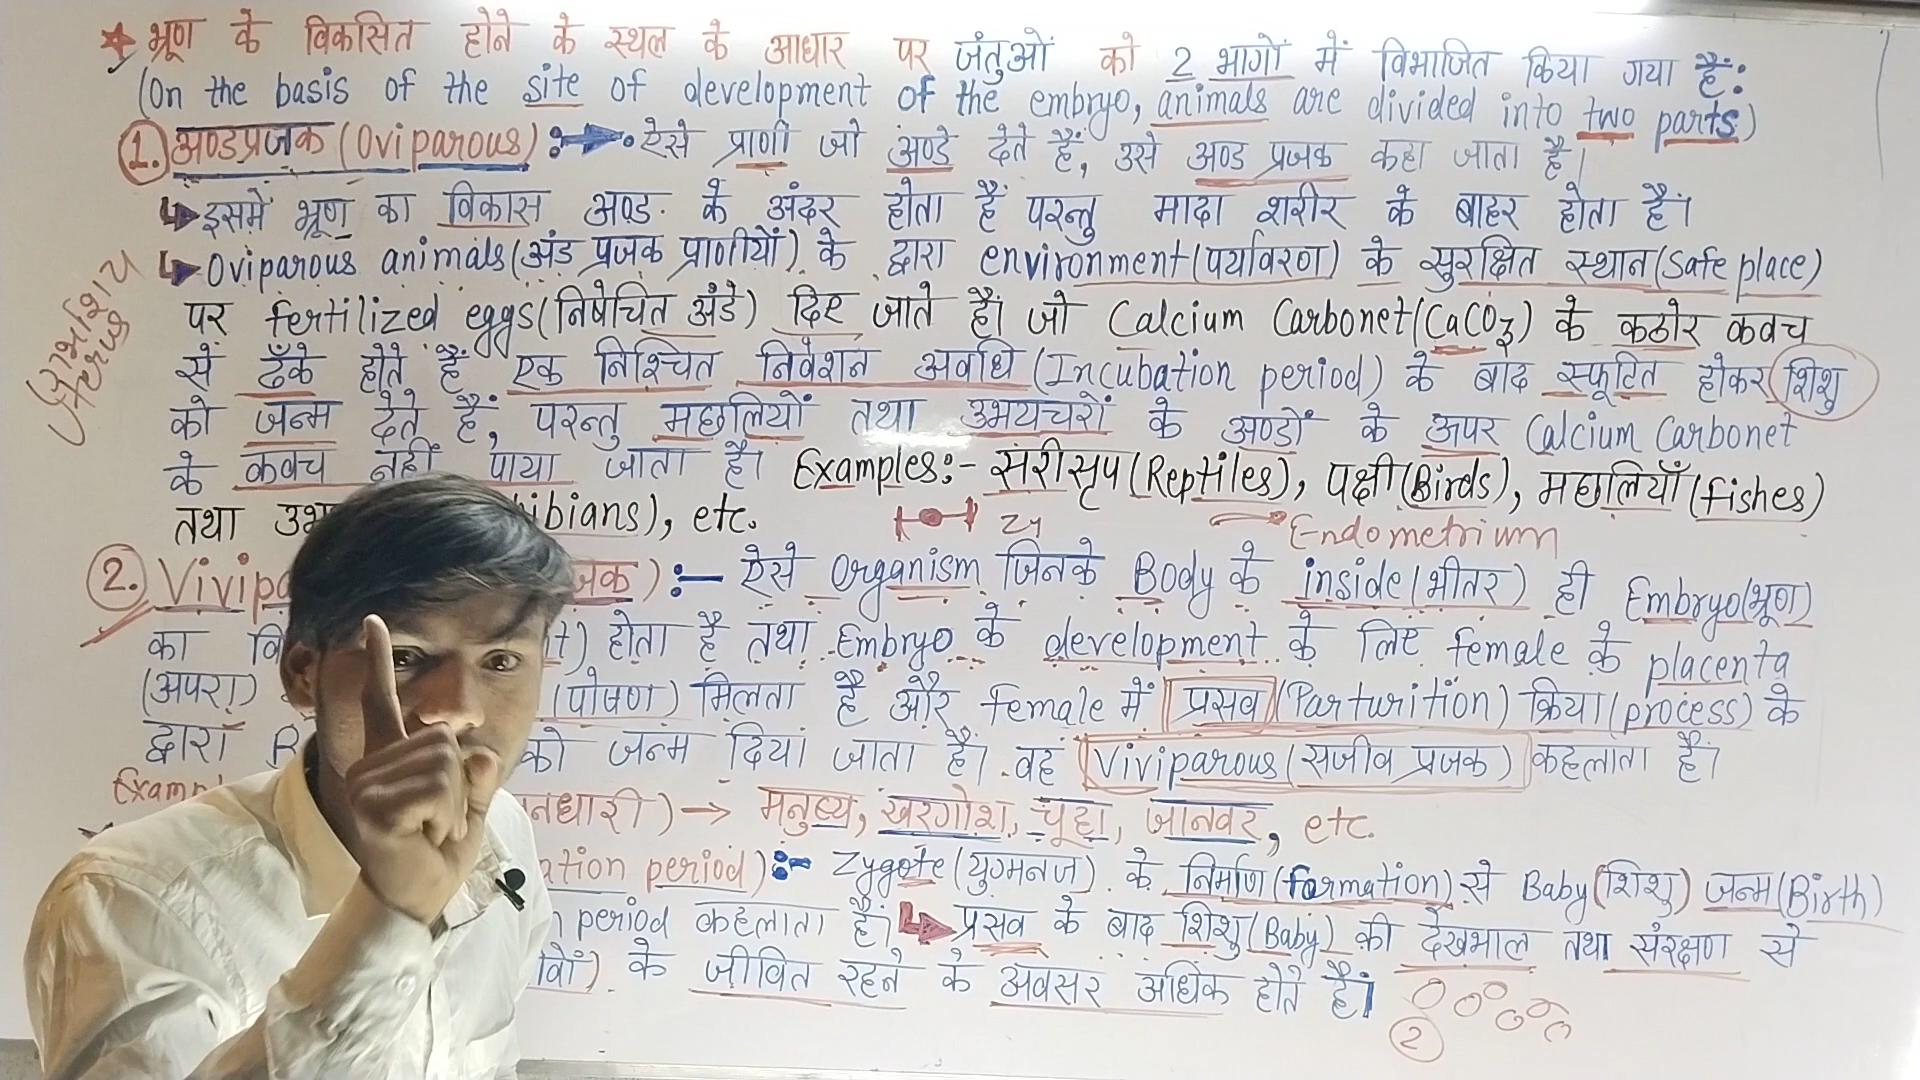 भ्रूण के विकसित होने के स्थल के आधार पर जंतुओं को 2 भागों में विभाजित किया गया है:
(On the basis of the site of development of the embryo, animals are divided into two parts)
1. अण्डप्रजक (Oviparous) :→ ऐसे प्राणी जो अण्डे देते हैं, उसे अण्ड प्रजक कहा जाता है।
↳ इसमें भ्रूण का विकास अण्ड के अंदर होता है परन्तु मादा शरीर के बाहर होता है।
↳ Oviparous animals (अंड प्रजक प्राणीयों) के द्वारा environment (पर्यावरण) के सुरक्षित स्थान (Safe place)
पर fertilized eggs (निषेचित अंडे) दिए जाते हैं। जो Calcium Carbonet (CaCO3) के कठोर कवच
से ढँके होते हैं एक निश्चित निवेशन अवधि (Incubation period) के बाद स्फूटित होकर शिशु
को जन्म देते हैं, परन्तु मछलियों तथा उभयचरों के अण्डों के ऊपर Calcium Carbonet
के कवच नहीं पाया जाता है। Examples:- सरीसृप (Reptiles), पक्षी (Birds), मछलियाँ (fishes)
तथा उभ ibians), etc.
गर्भाशय
Uterus
Zy
Endometrium
2. Vivipa जक) :- ऐसे Organism जिनके Body के inside (भीतर) ही Embryo (भ्रूण)
का वि t) होता है तथा Embryo के development के लिए female के placenta
(अपरा) (पोषण) मिलता है और female में प्रसव (Parturition) क्रिया (process) के
द्वारा B को जन्म दिया जाता है। वह Viviparous (सजीव प्रजक) कहलाता है।
Examp नधारी) → मनुष्य, खरगोश, चूहा, जानवर, etc.
ation period) :- Zygote (युग्मनज) के निर्माण (formation) से Baby (शिशु) जन्म (Birth)
n period कहलाता है। ↳ प्रसव के बाद शिशु (Baby) की देखभाल तथा संरक्षण से
वों) के जीवित रहने के अवसर अधिक होते हैं।
2